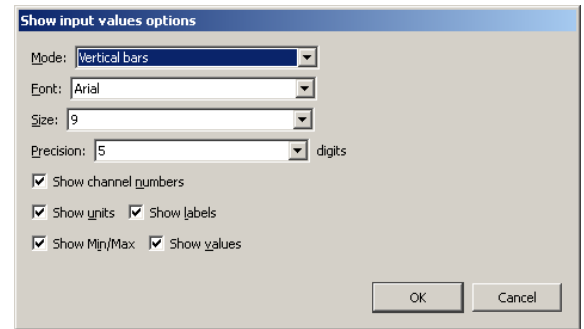 Show input values options
Mode: Vertical bars
Font: Arial
Size: 9
Precision: 5 digits
Show channel numbers
Show units Show labels
Show Min/Max Show values
OK Cancel